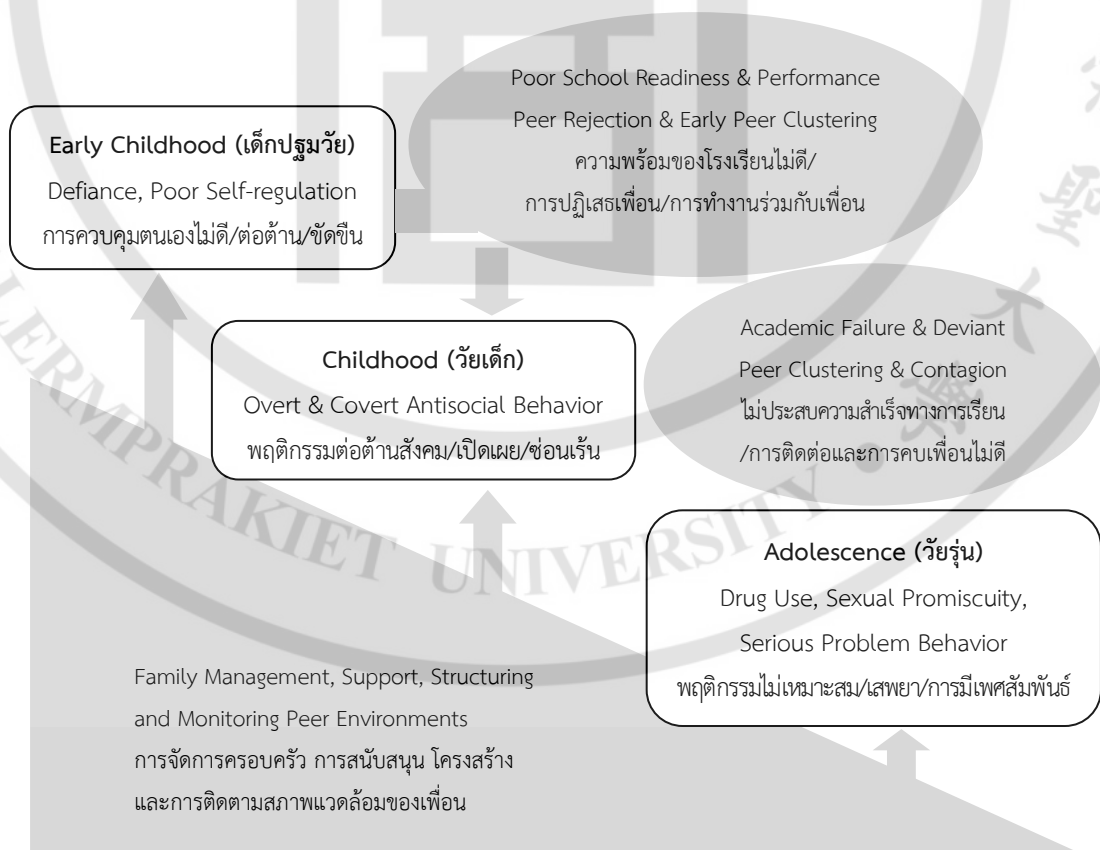 Poor School Readiness & Performance
Peer Rejection & Early Peer Clustering
ความพร้อมของโรงเรียนไม่ดี/
การปฏิเสธเพื่อน/การทำงานร่วมกับเพื่อน
Early Childhood (เด็กปฐมวัย)
Defiance, Poor Self-regulation
การควบคุมตนเองไม่ดี/ต่อต้าน/ขัดขืน
Childhood (วัยเด็ก)
Overt & Covert Antisocial Behavior
พฤติกรรมต่อต้านสังคม/เปิดเผย/ซ่อนเร้น
Academic Failure & Deviant
Peer Clustering & Contagion
ไม่ประสบความสำเร็จทางการเรียน
/การติดต่อและการคบเพื่อนไม่ดี
Adolescence (วัยรุ่น)
Drug Use, Sexual Promiscuity,
Serious Problem Behavior
พฤติกรรมไม่เหมาะสม/เสพยา/การมีเพศสัมพันธ์
Family Management, Support, Structuring
and Monitoring Peer Environments
การจัดการครอบครัว การสนับสนุน โครงสร้าง
และการติดตามสภาพแวดล้อมของเพื่อน
LERMPRAKIET UNIVERSITY •
聖
大
學